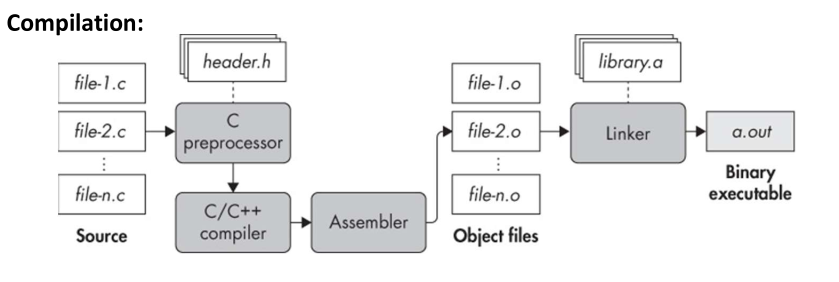 Compilation:
header.h
library.a
file-1.c
file-1.o
C
preprocessor
file-2.c
file-2.o
Linker
a.out
⋮
⋮
Binary
executable
file-n.c
C/C++
compiler
Assembler
file-n.o
Source
Object files